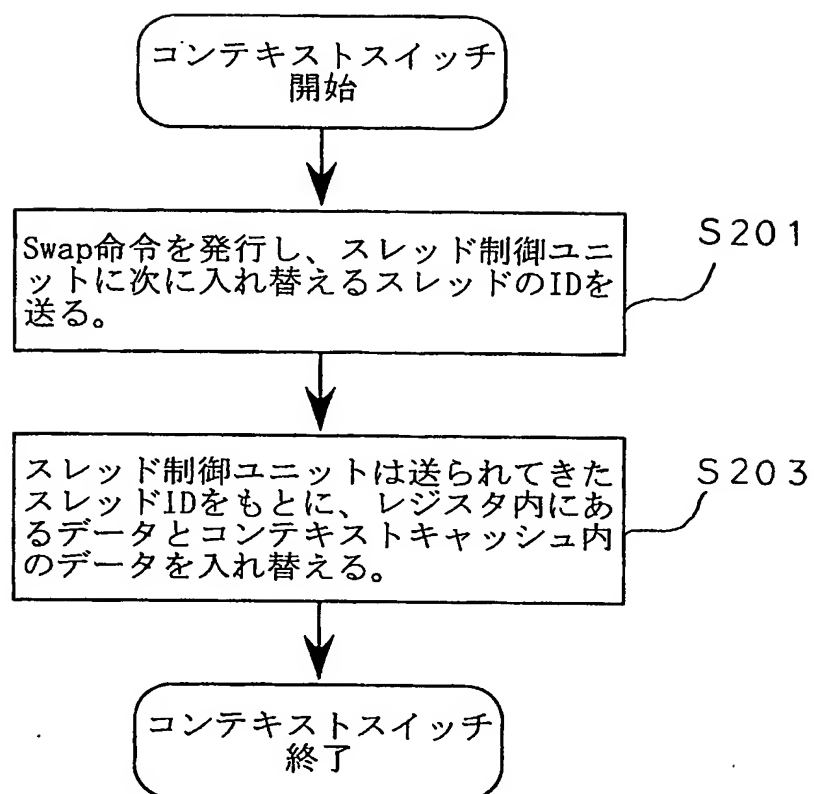 コンテキストスイッチ
開始
Swap命令を発行し、スレッド制御ユニ
ットに次に入れ替えるスレッドのIDを
送る。
S201
スレッド制御ユニットは送られてきた
スレッドIDをもとに、レジスタ内にあ
るデータとコンテキストキャッシュ内
のデータを入れ替える。
S203
コンテキストスイッチ
終了